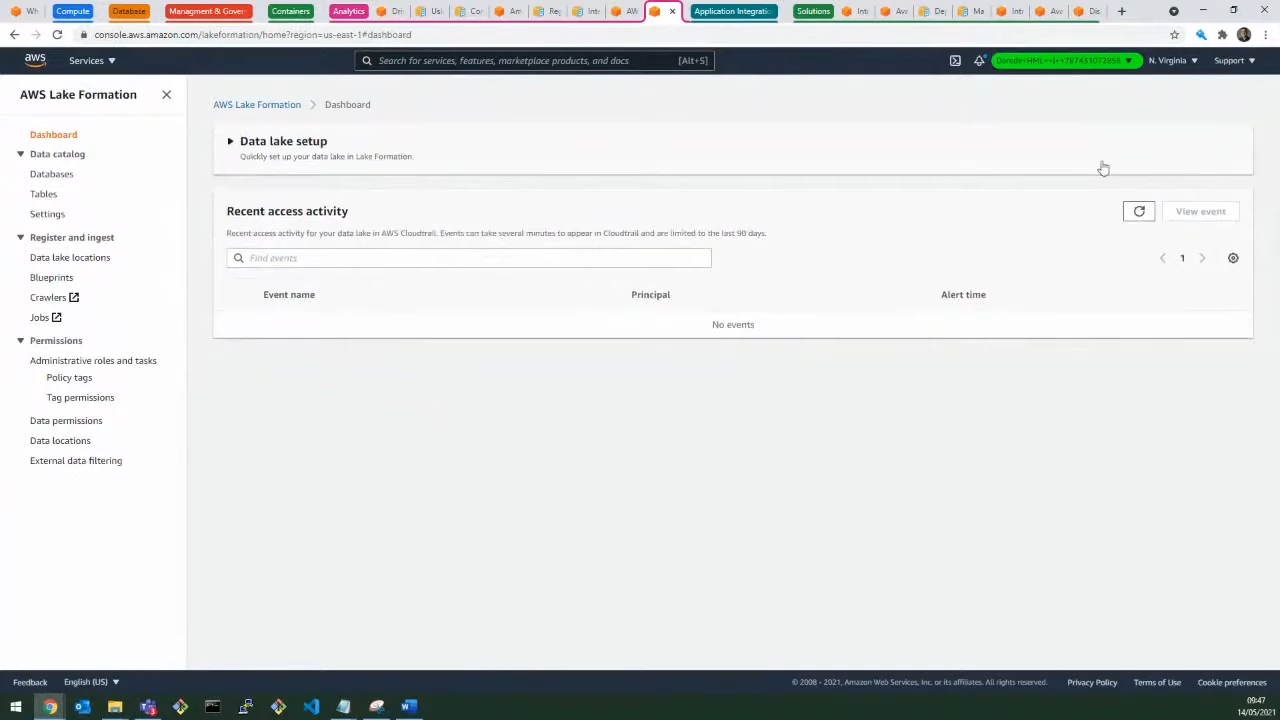 Wh Compute Database Managment & Govern Containers Analytics Application Integration Solutions
console.aws.amazon.com/lakeformation/home?region=us-east-1#dashboard
aws Services Search for services, features, marketplace products, and docs [Alt+S] N. Virginia Support
AWS Lake Formation
Dashboard
Data catalog
Databases
Tables
Settings
Register and ingest
Data lake locations
Blueprints
Crawlers
Jobs
Permissions
Administrative roles and tasks
Policy tags
Tag permissions
Data permissions
Data locations
External data filtering
AWS Lake Formation > Dashboard
Data lake setup
Quickly set up your data lake in Lake Formation.
Recent access activity
View event
Recent access activity for your data lake in AWS Cloudtrail. Events can take several minutes to appear in Cloudtrail and are limited to the last 90 days.
Find events
1
Event name Principal Alert time
No events
Feedback English (US) © 2008 - 2021, Amazon Web Services, Inc. or its affiliates. All rights reserved. Privacy Policy Terms of Use Cookie preferences
09:47
14/05/2021